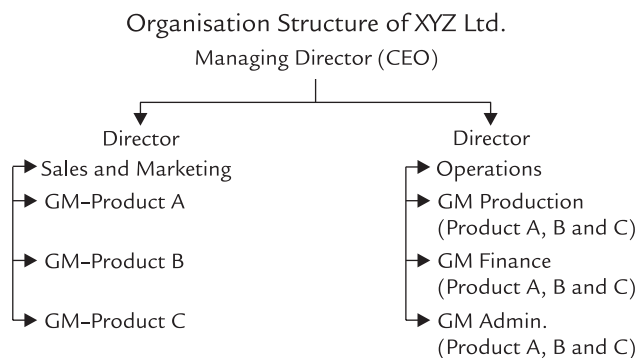 Organisation Structure of XYZ Ltd.
Managing Director (CEO)
Director
Sales and Marketing
GM–Product A
GM–Product B
GM–Product C
Director
Operations
GM Production
(Product A, B and C)
GM Finance
(Product A, B and C)
GM Admin.
(Product A, B and C)